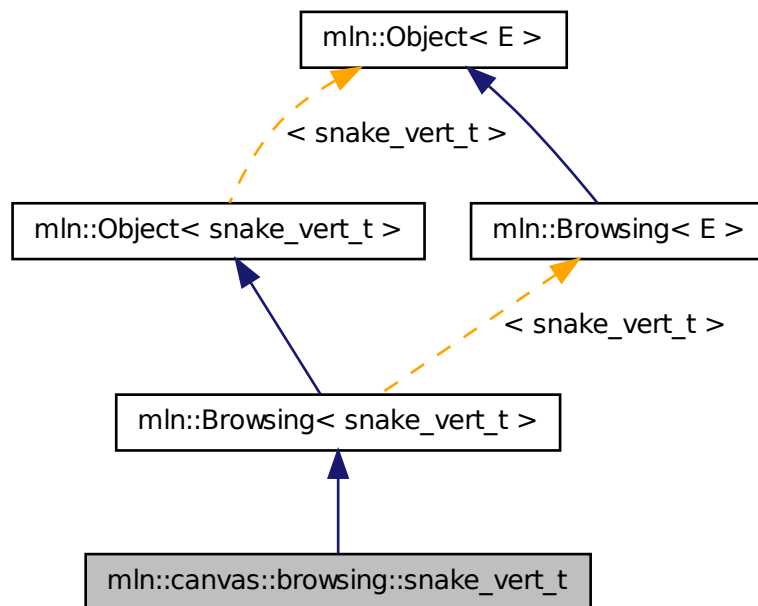 mln::Object< E >
< snake_vert_t >
mln::Object< snake_vert_t >
mln::Browsing< E >
< snake_vert_t >
mln::Browsing< snake_vert_t >
mln::canvas::browsing::snake_vert_t